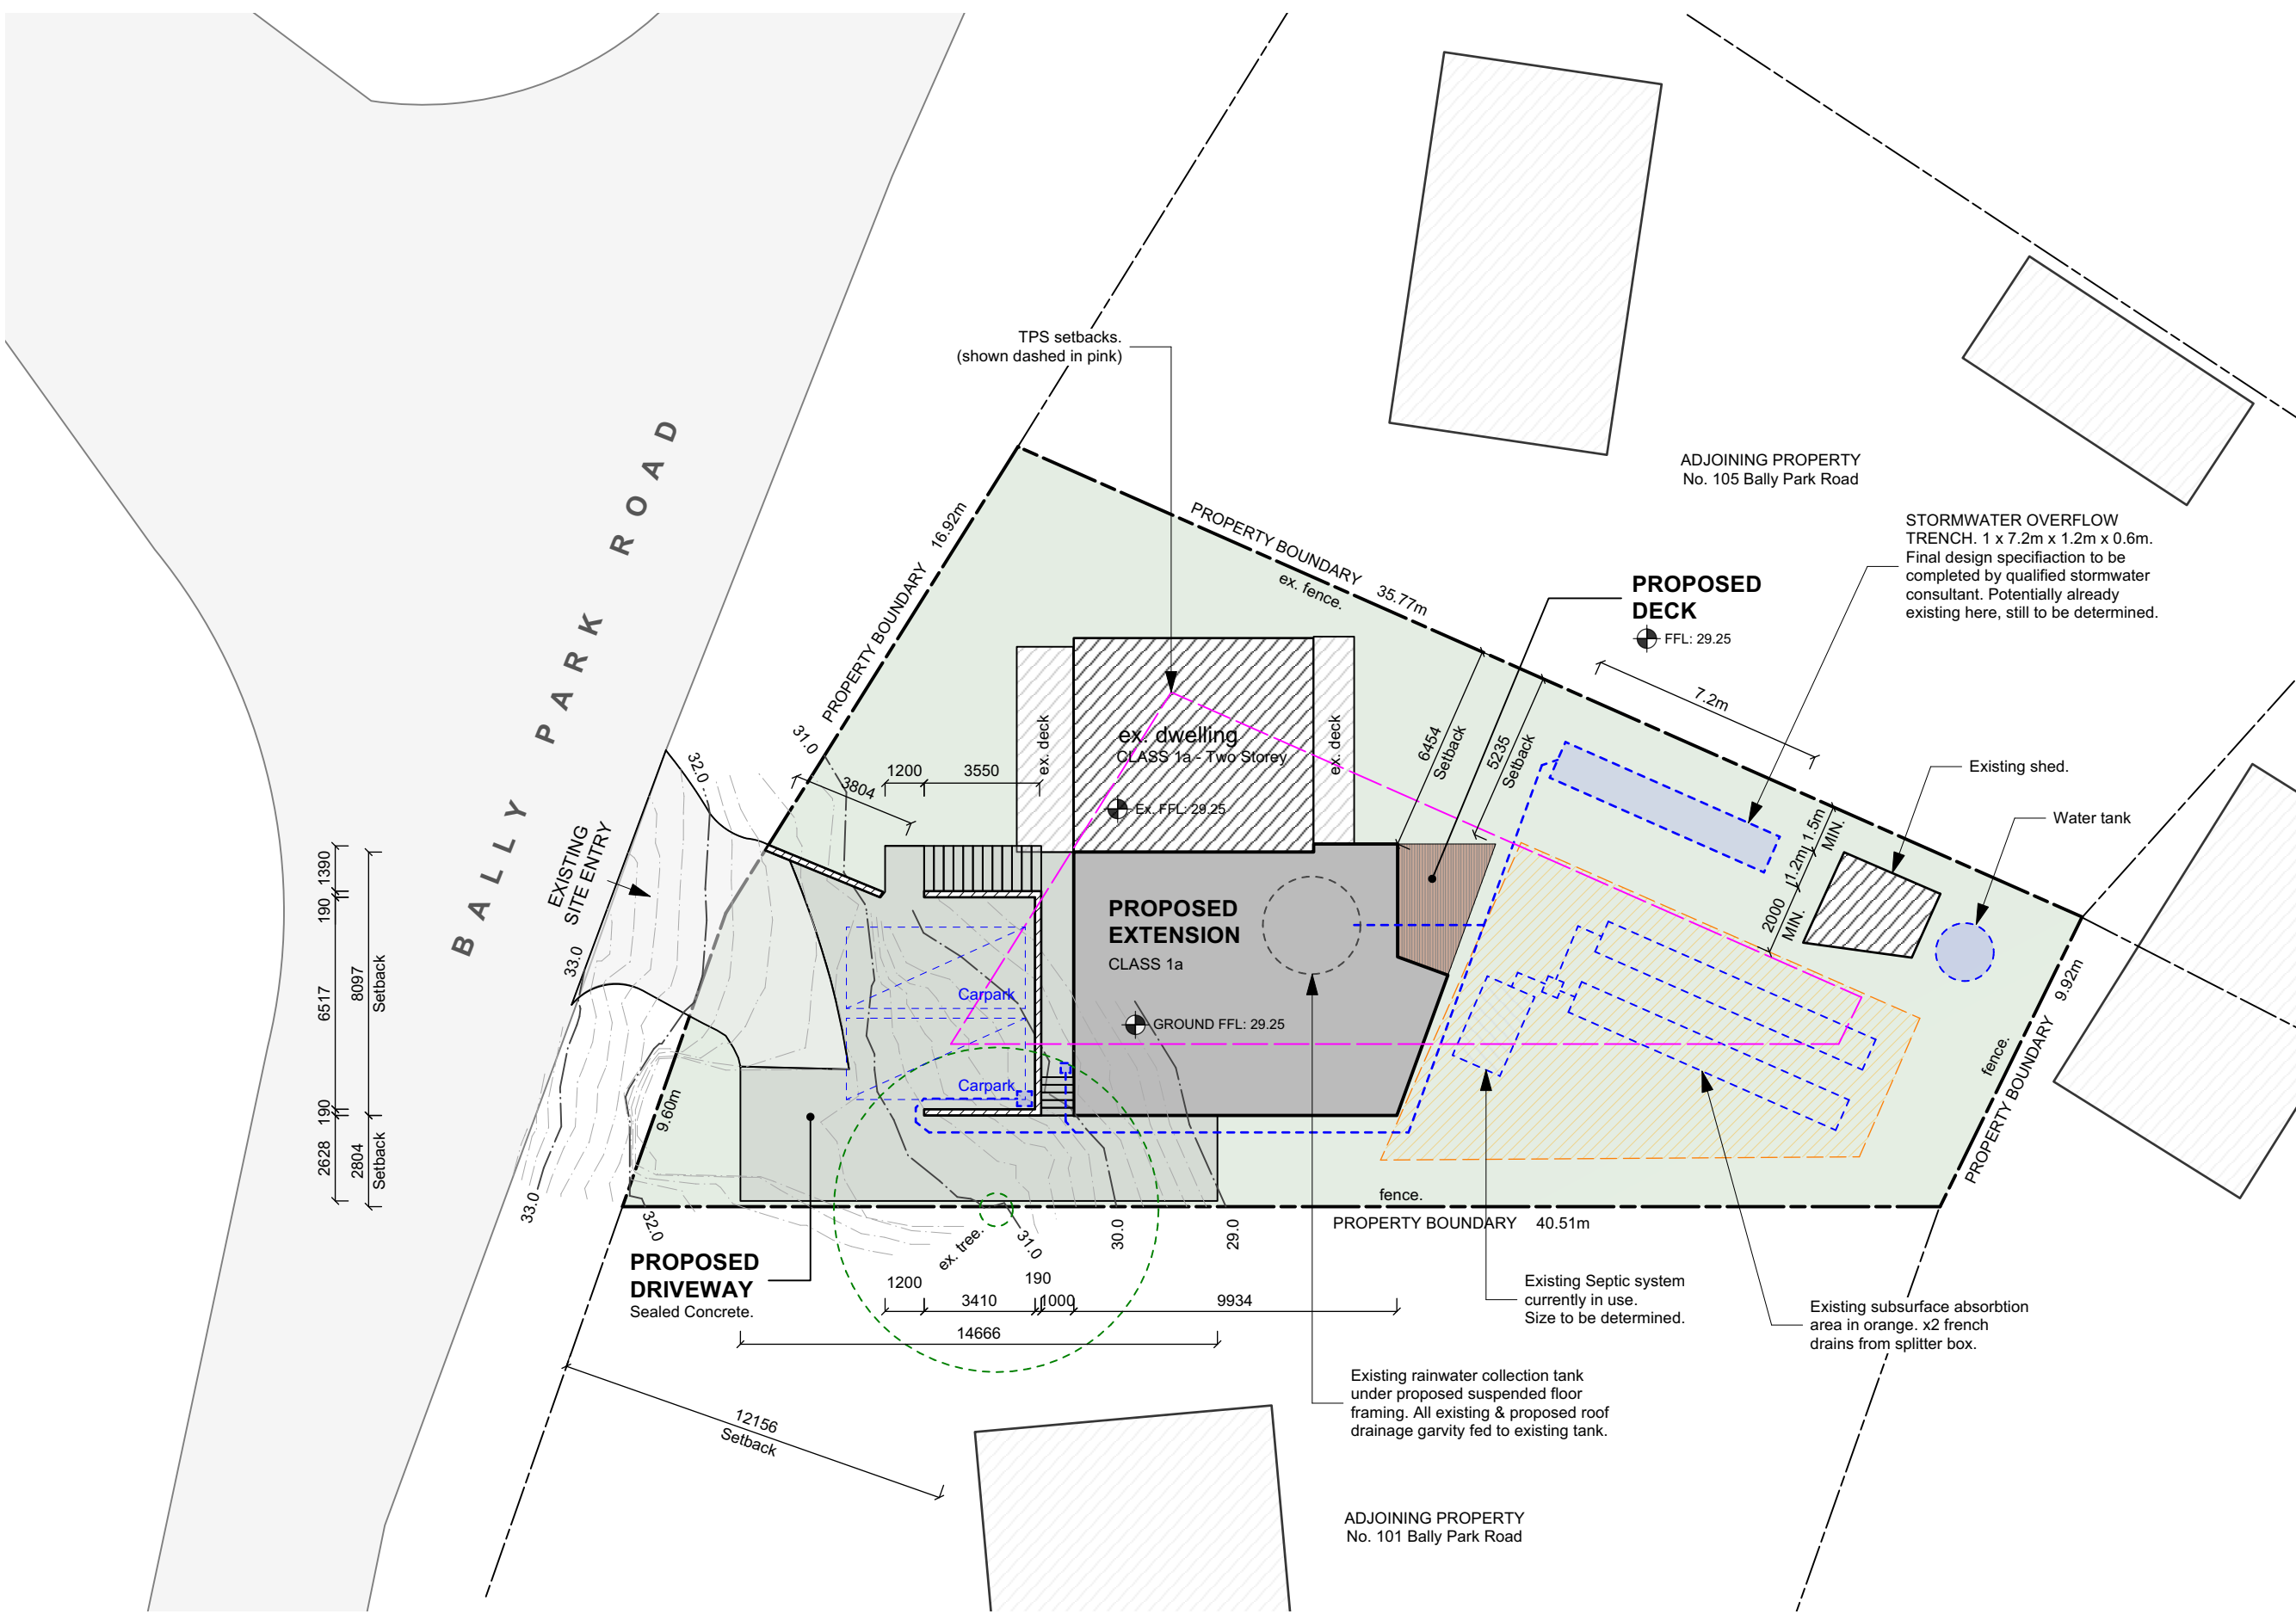 TPS setbacks.
(shown dashed in pink)
ADJOINING PROPERTY
No. 105 Bally Park Road
STORMWATER OVERFLOW
TRENCH. 1 x 7.2m x 1.2m x 0.6m.
Final design specifiaction to be
completed by qualified stormwater
consultant. Potentially already
existing here, still to be determined.
BALLY PARK ROAD
PROPERTY BOUNDARY 16.92m
PROPERTY BOUNDARY 35.77m
ex. fence.
PROPOSED
DECK
FFL: 29.25
7.2m
6454
Setback
5235
Setback
Existing shed.
Water tank
1.5m
MIN.
1.2m
2000
MIN.
ex. deck
ex. dwelling
CLASS 1a - Two Storey
Ex. FFL: 29.25
ex. deck
31.0
32.0
3804
1200
3550
EXISTING
SITE ENTRY
33.0
1390
190
6517
190
2628
8097
Setback
2804
Setback
PROPOSED
EXTENSION
CLASS 1a
GROUND FFL: 29.25
Carpark
Carpark
9.60m
fence.
PROPERTY BOUNDARY 9.92m
fence.
PROPERTY BOUNDARY 40.51m
33.0
32.0
ex. tree.
31.0
30.0
29.0
PROPOSED
DRIVEWAY
Sealed Concrete.
1200
3410
190
1000
9934
14666
12156
Setback
Existing Septic system
currently in use.
Size to be determined.
Existing subsurface absorbtion
area in orange. x2 french
drains from splitter box.
Existing rainwater collection tank
under proposed suspended floor
framing. All existing & proposed roof
drainage garvity fed to existing tank.
ADJOINING PROPERTY
No. 101 Bally Park Road